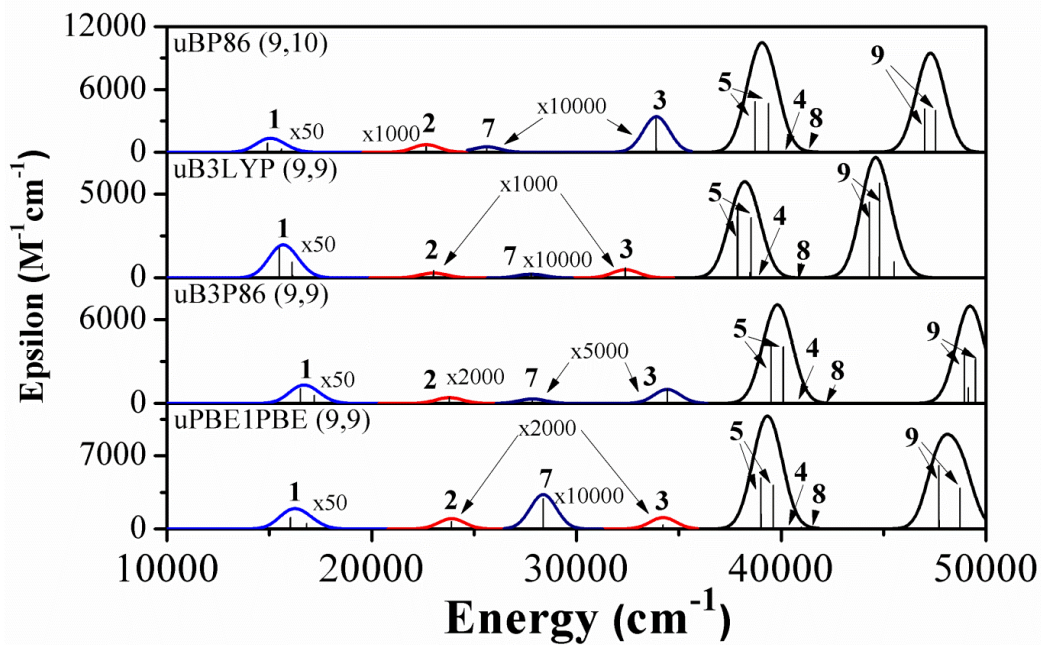 12000
uBP86 (9,10)
6000
0
1
x50
x1000
2
7
x10000
3
5
4
8
9
uB3LYP (9,9)
5000
0
1
x50
x1000
2
7
x10000
3
5
4
8
9
uB3P86 (9,9)
6000
0
1
x50
2
x2000
7
x5000
3
5
4
8
9
uPBE1PBE (9,9)
7000
0
1
x50
x2000
2
7
x10000
3
5
4
8
9
Epsilon (M⁻¹cm⁻¹)
10000 20000 30000 40000 50000
Energy (cm⁻¹)